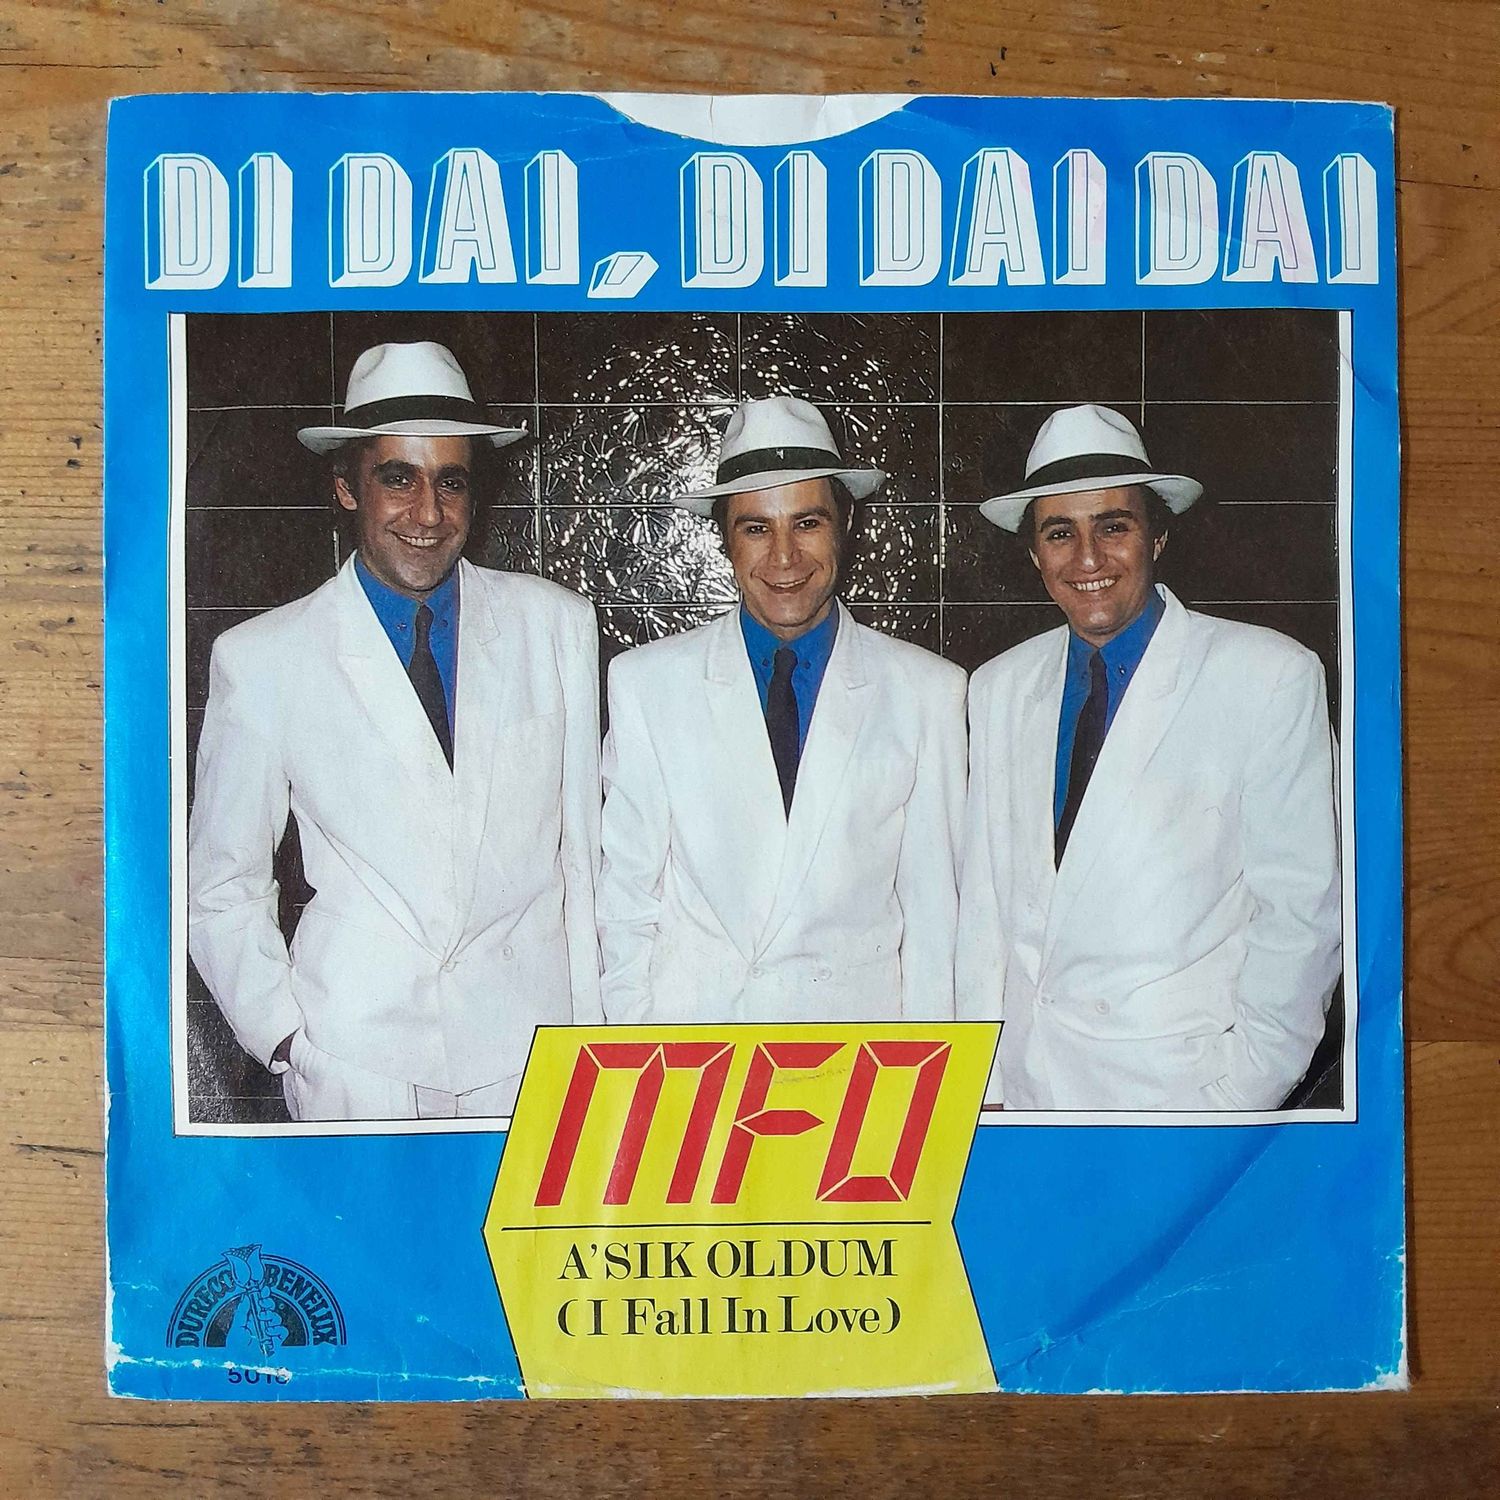 DI DAI, DI DAI DAI
MFO
A'SIK OLDUM
(I Fall In Love)
DURECO BENELUX